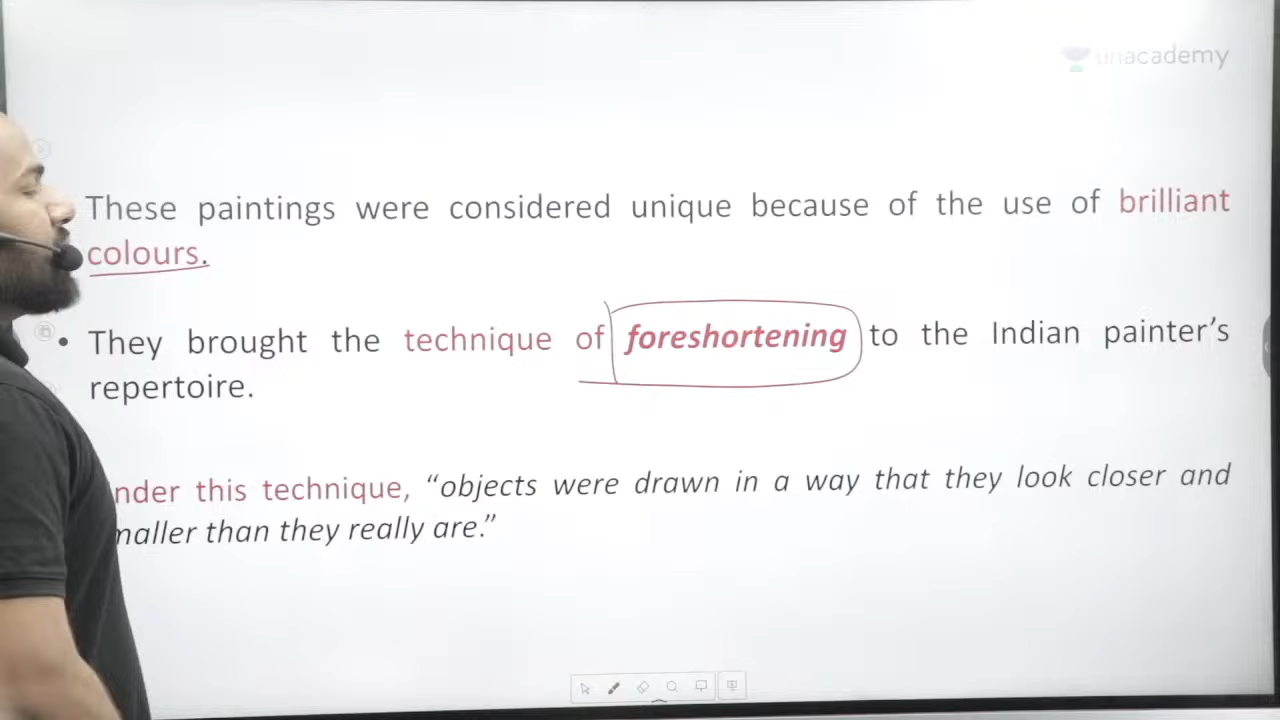 unacademy
These paintings were considered unique because of the use of brilliant
colours.
• They brought the technique of foreshortening to the Indian painter’s
repertoire.
nder this technique, “objects were drawn in a way that they look closer and
maller than they really are.”